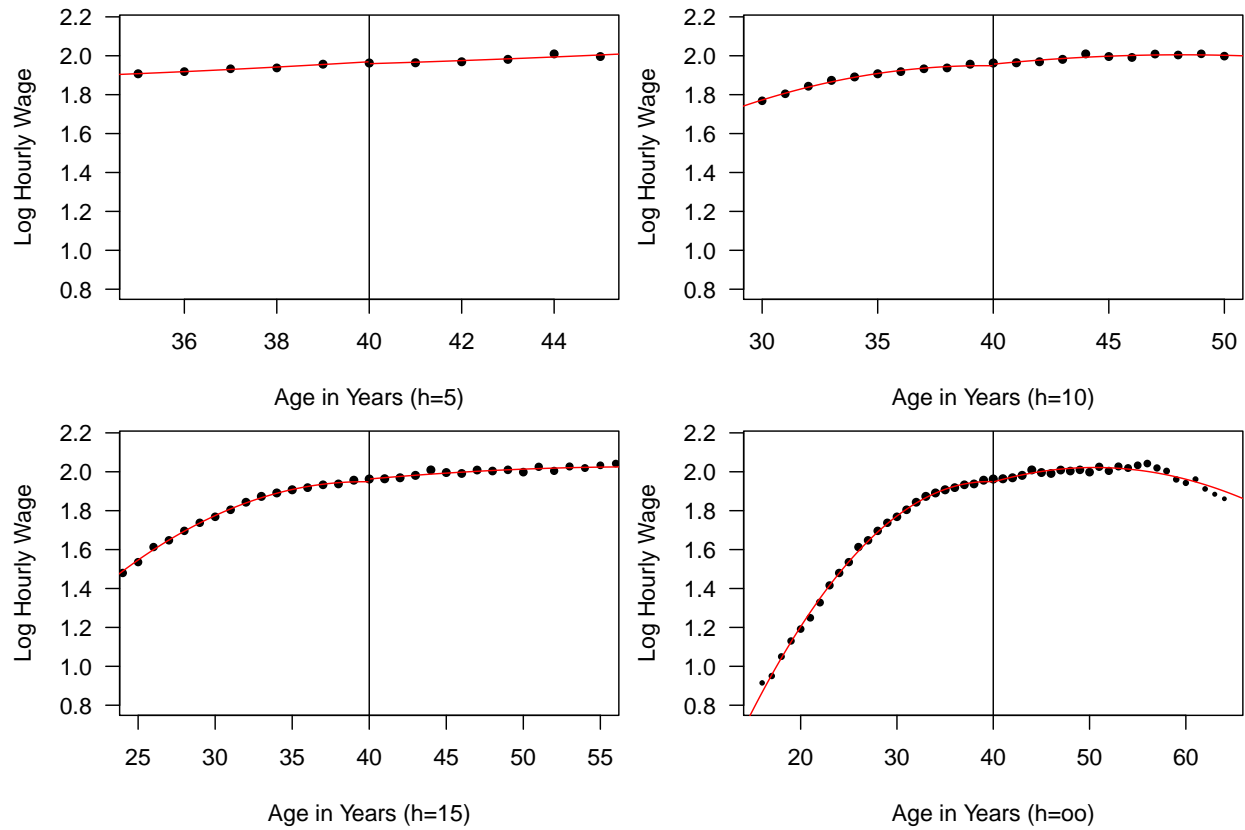 2.2
2.0
1.8
1.6
1.4
1.2
1.0
0.8
Log Hourly Wage
36 38 40 42 44
Age in Years (h=5)
2.2
2.0
1.8
1.6
1.4
1.2
1.0
0.8
Log Hourly Wage
30 35 40 45 50
Age in Years (h=10)
2.2
2.0
1.8
1.6
1.4
1.2
1.0
0.8
Log Hourly Wage
25 30 35 40 45 50 55
Age in Years (h=15)
2.2
2.0
1.8
1.6
1.4
1.2
1.0
0.8
Log Hourly Wage
20 30 40 50 60
Age in Years (h=oo)